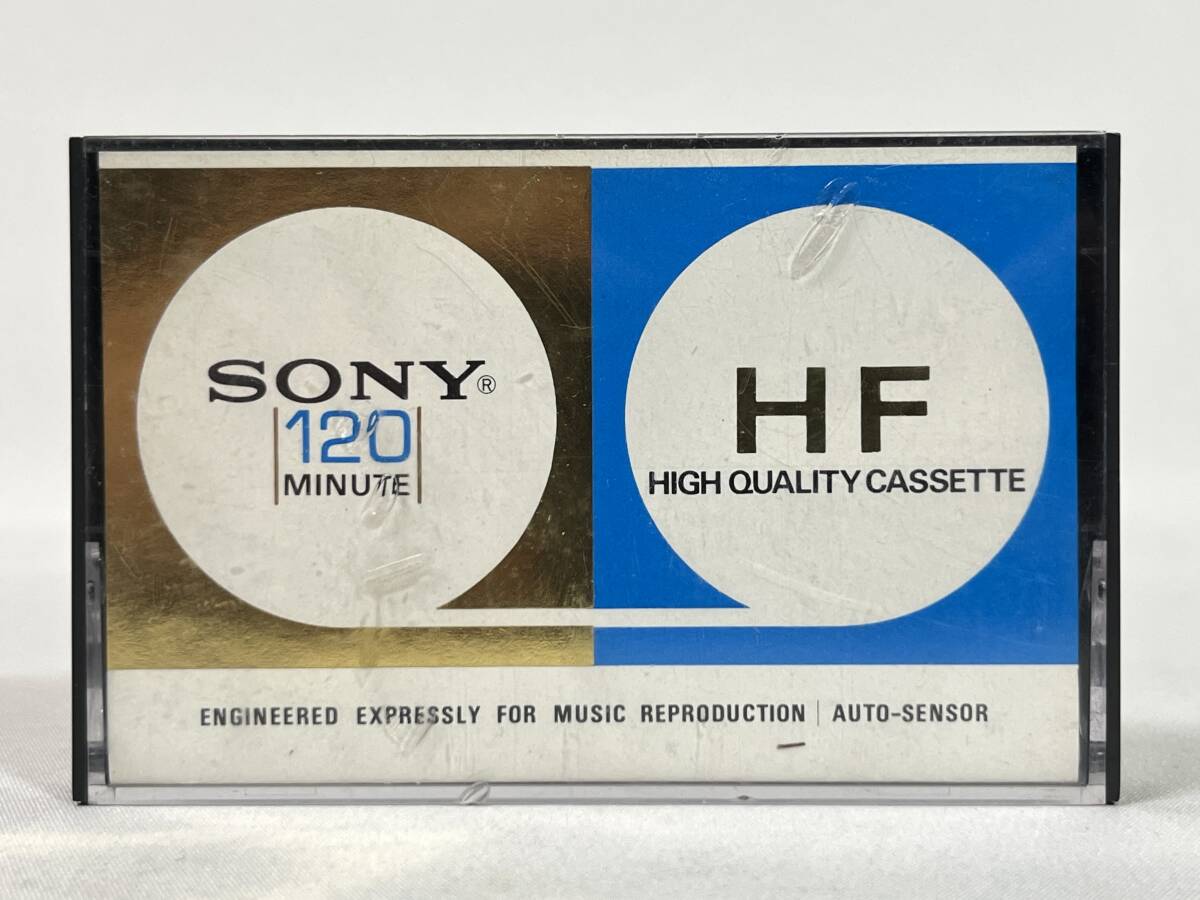 SONY®
120
MINUTE
HF
HIGH QUALITY CASSETTE
ENGINEERED EXPRESSLY FOR MUSIC REPRODUCTION | AUTO-SENSOR